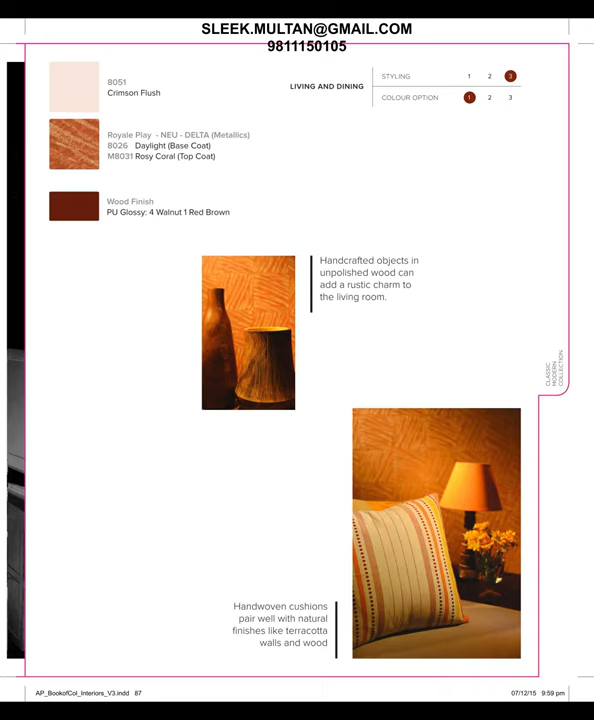 SLEEK.MULTAN@GMAIL.COM
9811150105
8051
Crimson Flush
LIVING AND DINING
STYLING 1 2 3
COLOUR OPTION 1 2 3
Royale Play - NEU - DELTA (Metallics)
8026 Daylight (Base Coat)
M8031 Rosy Coral (Top Coat)
Wood Finish
PU Glossy: 4 Walnut 1 Red Brown
Handcrafted objects in
unpolished wood can
add a rustic charm to
the living room.
CLASSIC
MODERN
COLLECTION
Handwoven cushions
pair well with natural
finishes like terracotta
walls and wood
AP_BookofCol_Interiors_V3.indd 87
07/12/15 9:59 pm